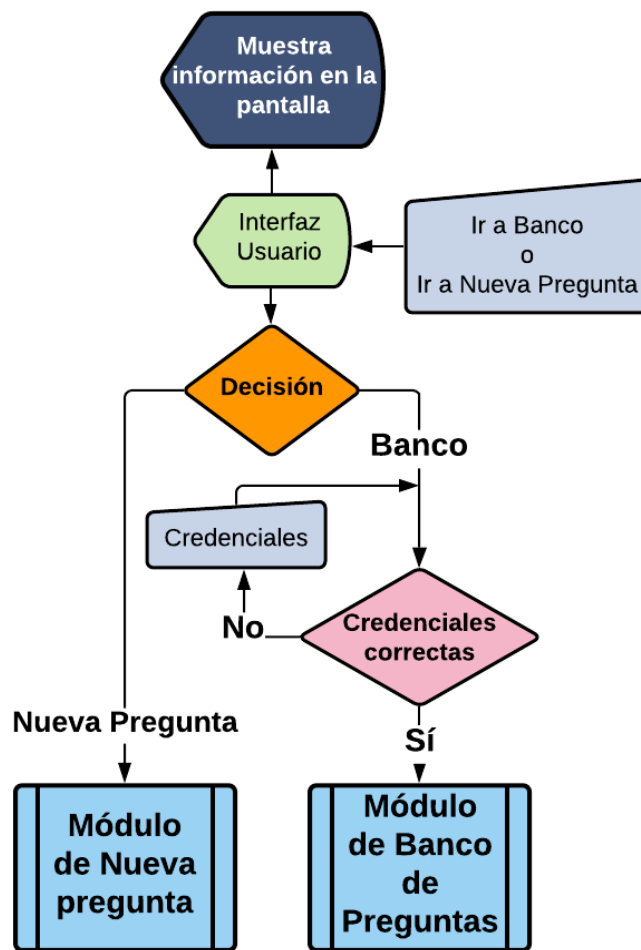 Muestra
información en la
pantalla
Interfaz
Usuario
Ir a Banco
o
Ir a Nueva Pregunta
Decisión
Banco
Credenciales
No
Credenciales
correctas
Nueva Pregunta
Sí
Módulo
de Nueva
pregunta
Módulo
de Banco
de
Preguntas